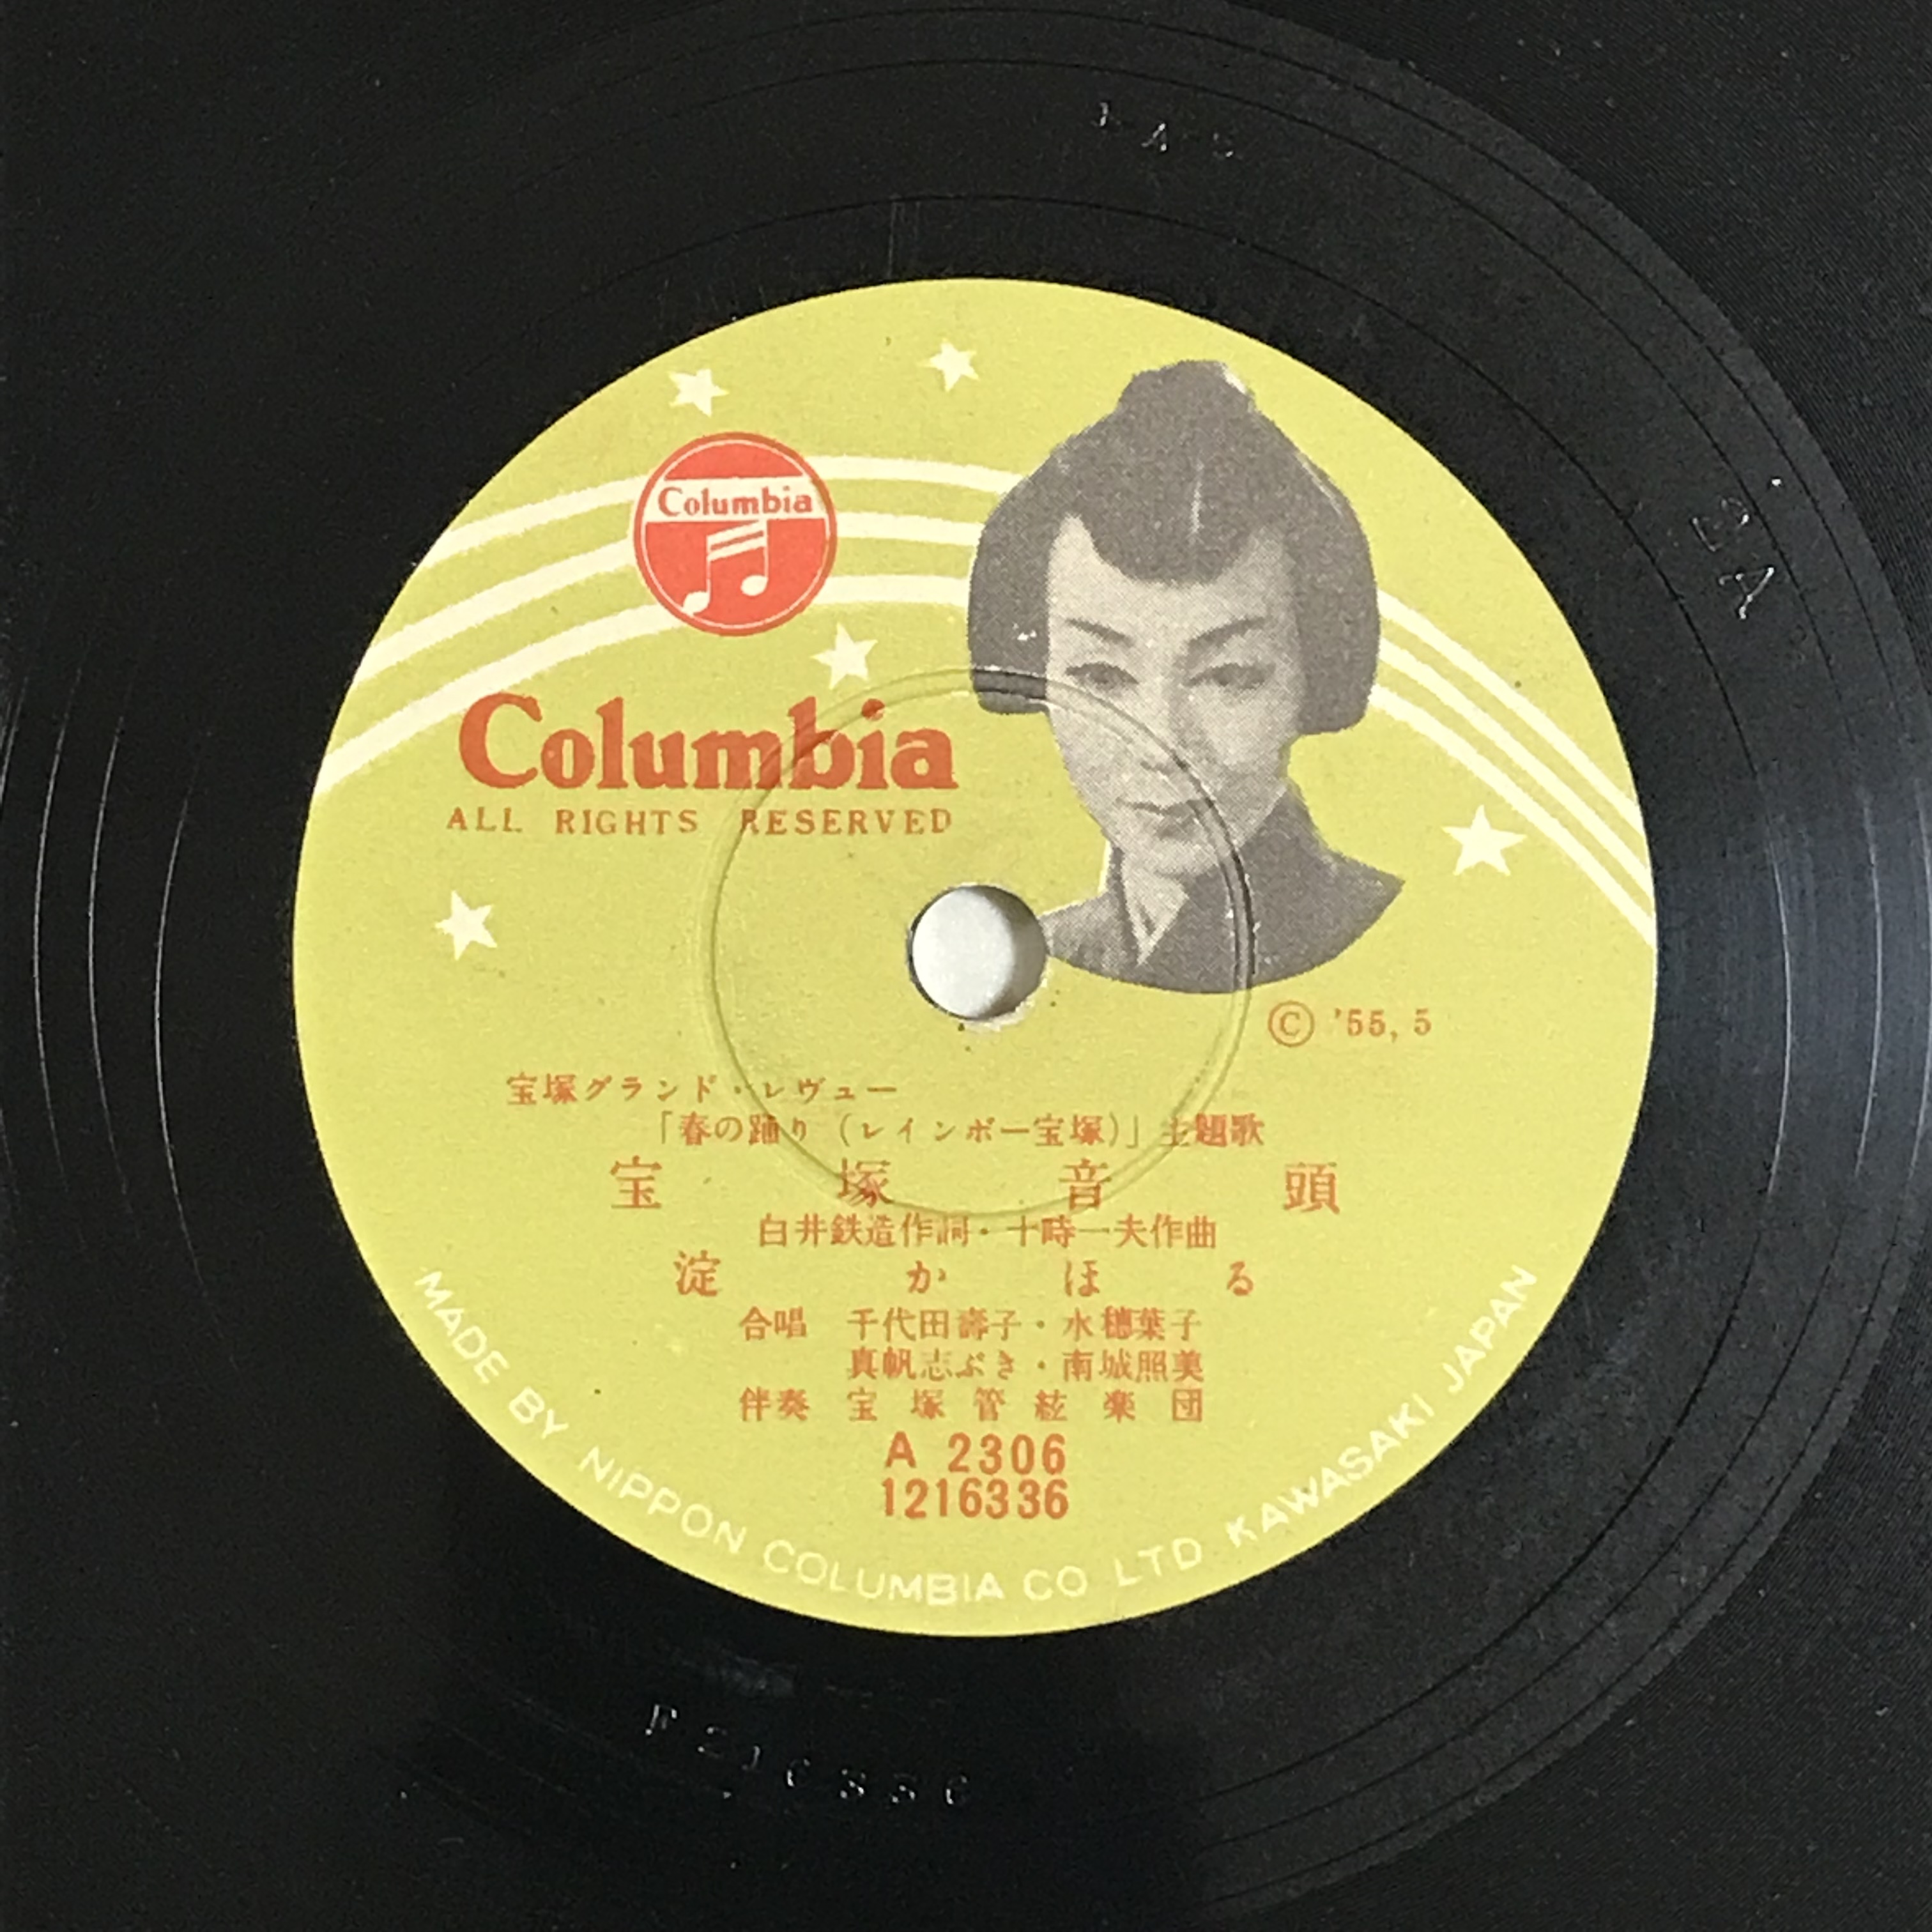 Columbia
Columbia
ALL RIGHTS RESERVED
Ⓒ '55, 5
宝塚グランド・レヴュー
「春の踊り(レインボー宝塚)」主題歌
宝塚音頭
白井鉄造作詞・十時一夫作曲
淀かほる
合唱 千代田壽子・水穂葉子
真帆志ぶき・南城照美
伴奏 宝塚管絃楽団
A 2306
1216336
MADE BY NIPPON COLUMBIA CO LTD KAWASAKI JAPAN